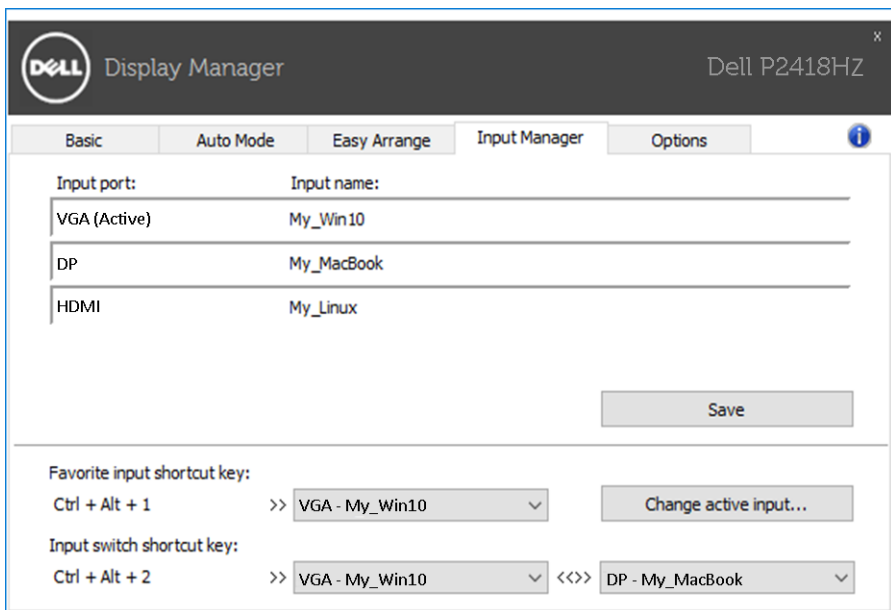 DELL Display Manager Dell P2418HZ x
Basic Auto Mode Easy Arrange Input Manager Options i
Input port: Input name:
VGA (Active) My_Win10
DP My_MacBook
HDMI My_Linux
Save
Favorite input shortcut key:
Ctrl + Alt + 1 >> VGA - My_Win10 Change active input...
Input switch shortcut key:
Ctrl + Alt + 2 >> VGA - My_Win10 <<>> DP - My_MacBook